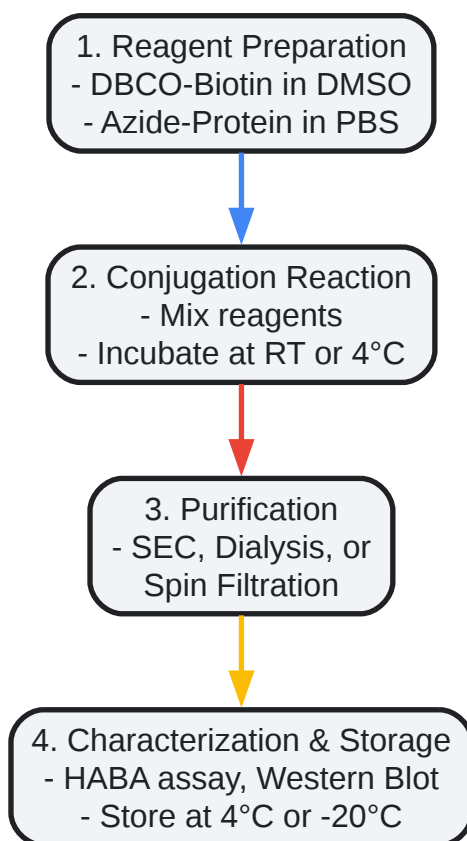 1. Reagent Preparation
- DBCO-Biotin in DMSO
- Azide-Protein in PBS
2. Conjugation Reaction
- Mix reagents
- Incubate at RT or 4°C
3. Purification
- SEC, Dialysis, or
Spin Filtration
4. Characterization & Storage
- HABA assay, Western Blot
- Store at 4°C or -20°C